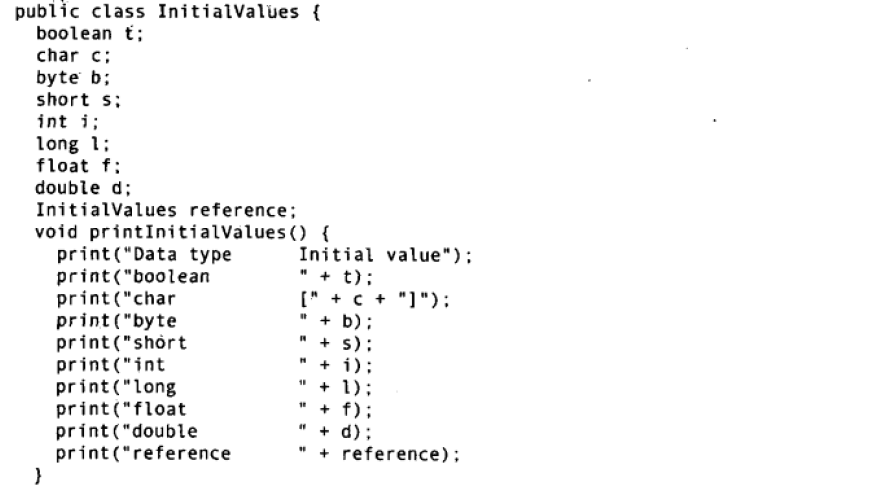 public class InitialValues {
  boolean t;
  char c;
  byte b;
  short s;
  int i;
  long l;
  float f;
  double d;
  InitialValues reference;
  void printInitialValues() {
    print("Data type      Initial value");
    print("boolean        " + t);
    print("char           [" + c + "]");
    print("byte           " + b);
    print("short          " + s);
    print("int            " + i);
    print("long           " + l);
    print("float          " + f);
    print("double         " + d);
    print("reference      " + reference);
  }